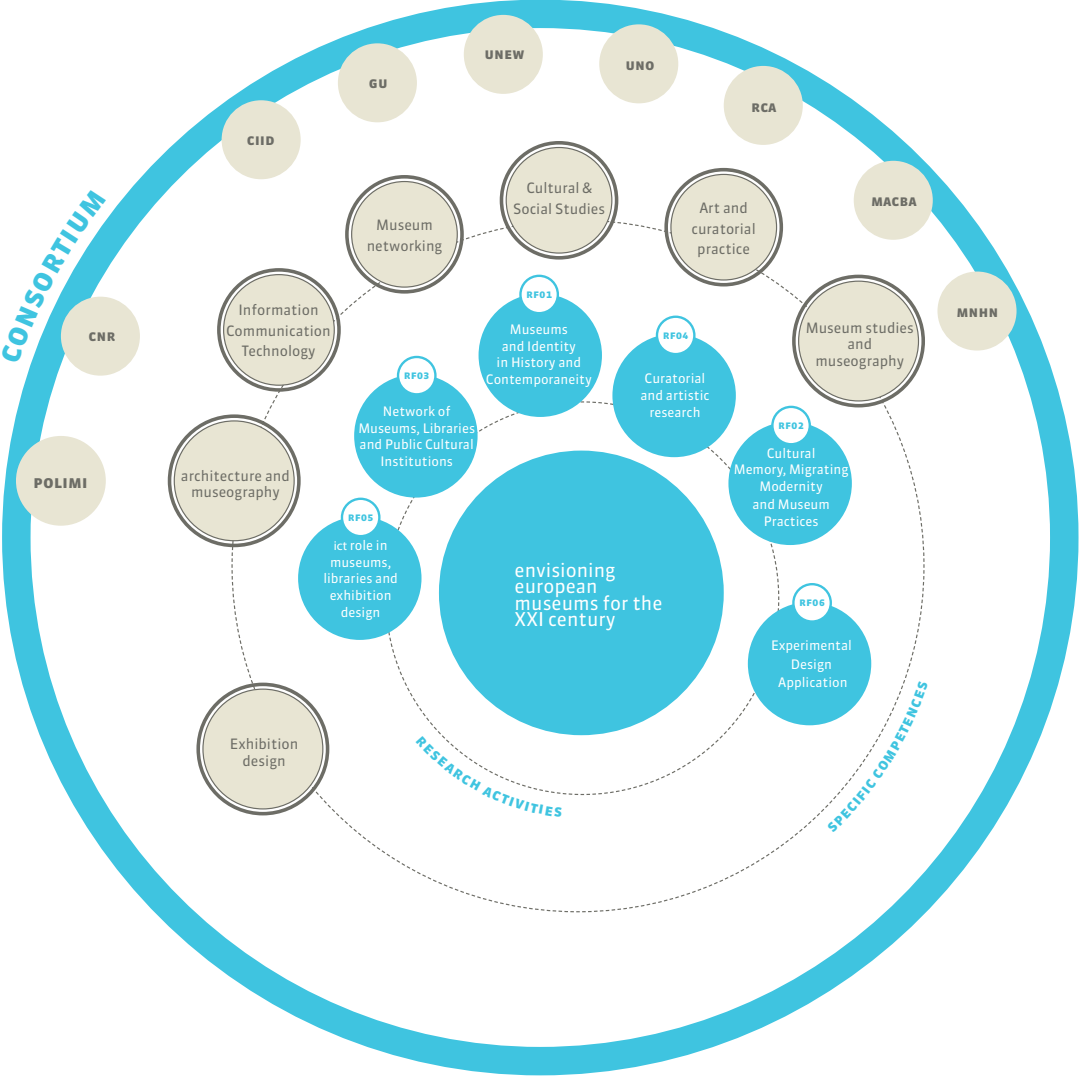 UNEW
UNO
GU
RCA
CIID
MACBA
CONSORTIUM
MNHN
CNR
POLIMI
Cultural &
Social Studies
Museum
networking
Art and
curatorial
practice
Information
Communication
Technology
Museum studies
and
museography
architecture and
museography
Exhibition
design
RF01
Museums
and Identity
in History and
Contemporaneity
RF04
Curatorial
and artistic
research
RF03
Network of
Museums, Libraries
and Public Cultural
Institutions
RF02
Cultural
Memory, Migrating
Modernity
and Museum
Practices
RF05
ict role in
museums,
libraries and
exhibition
design
RF06
Experimental
Design
Application
envisioning
european
museums for the
XXI century
RESEARCH ACTIVITIES
SPECIFIC COMPETENCES